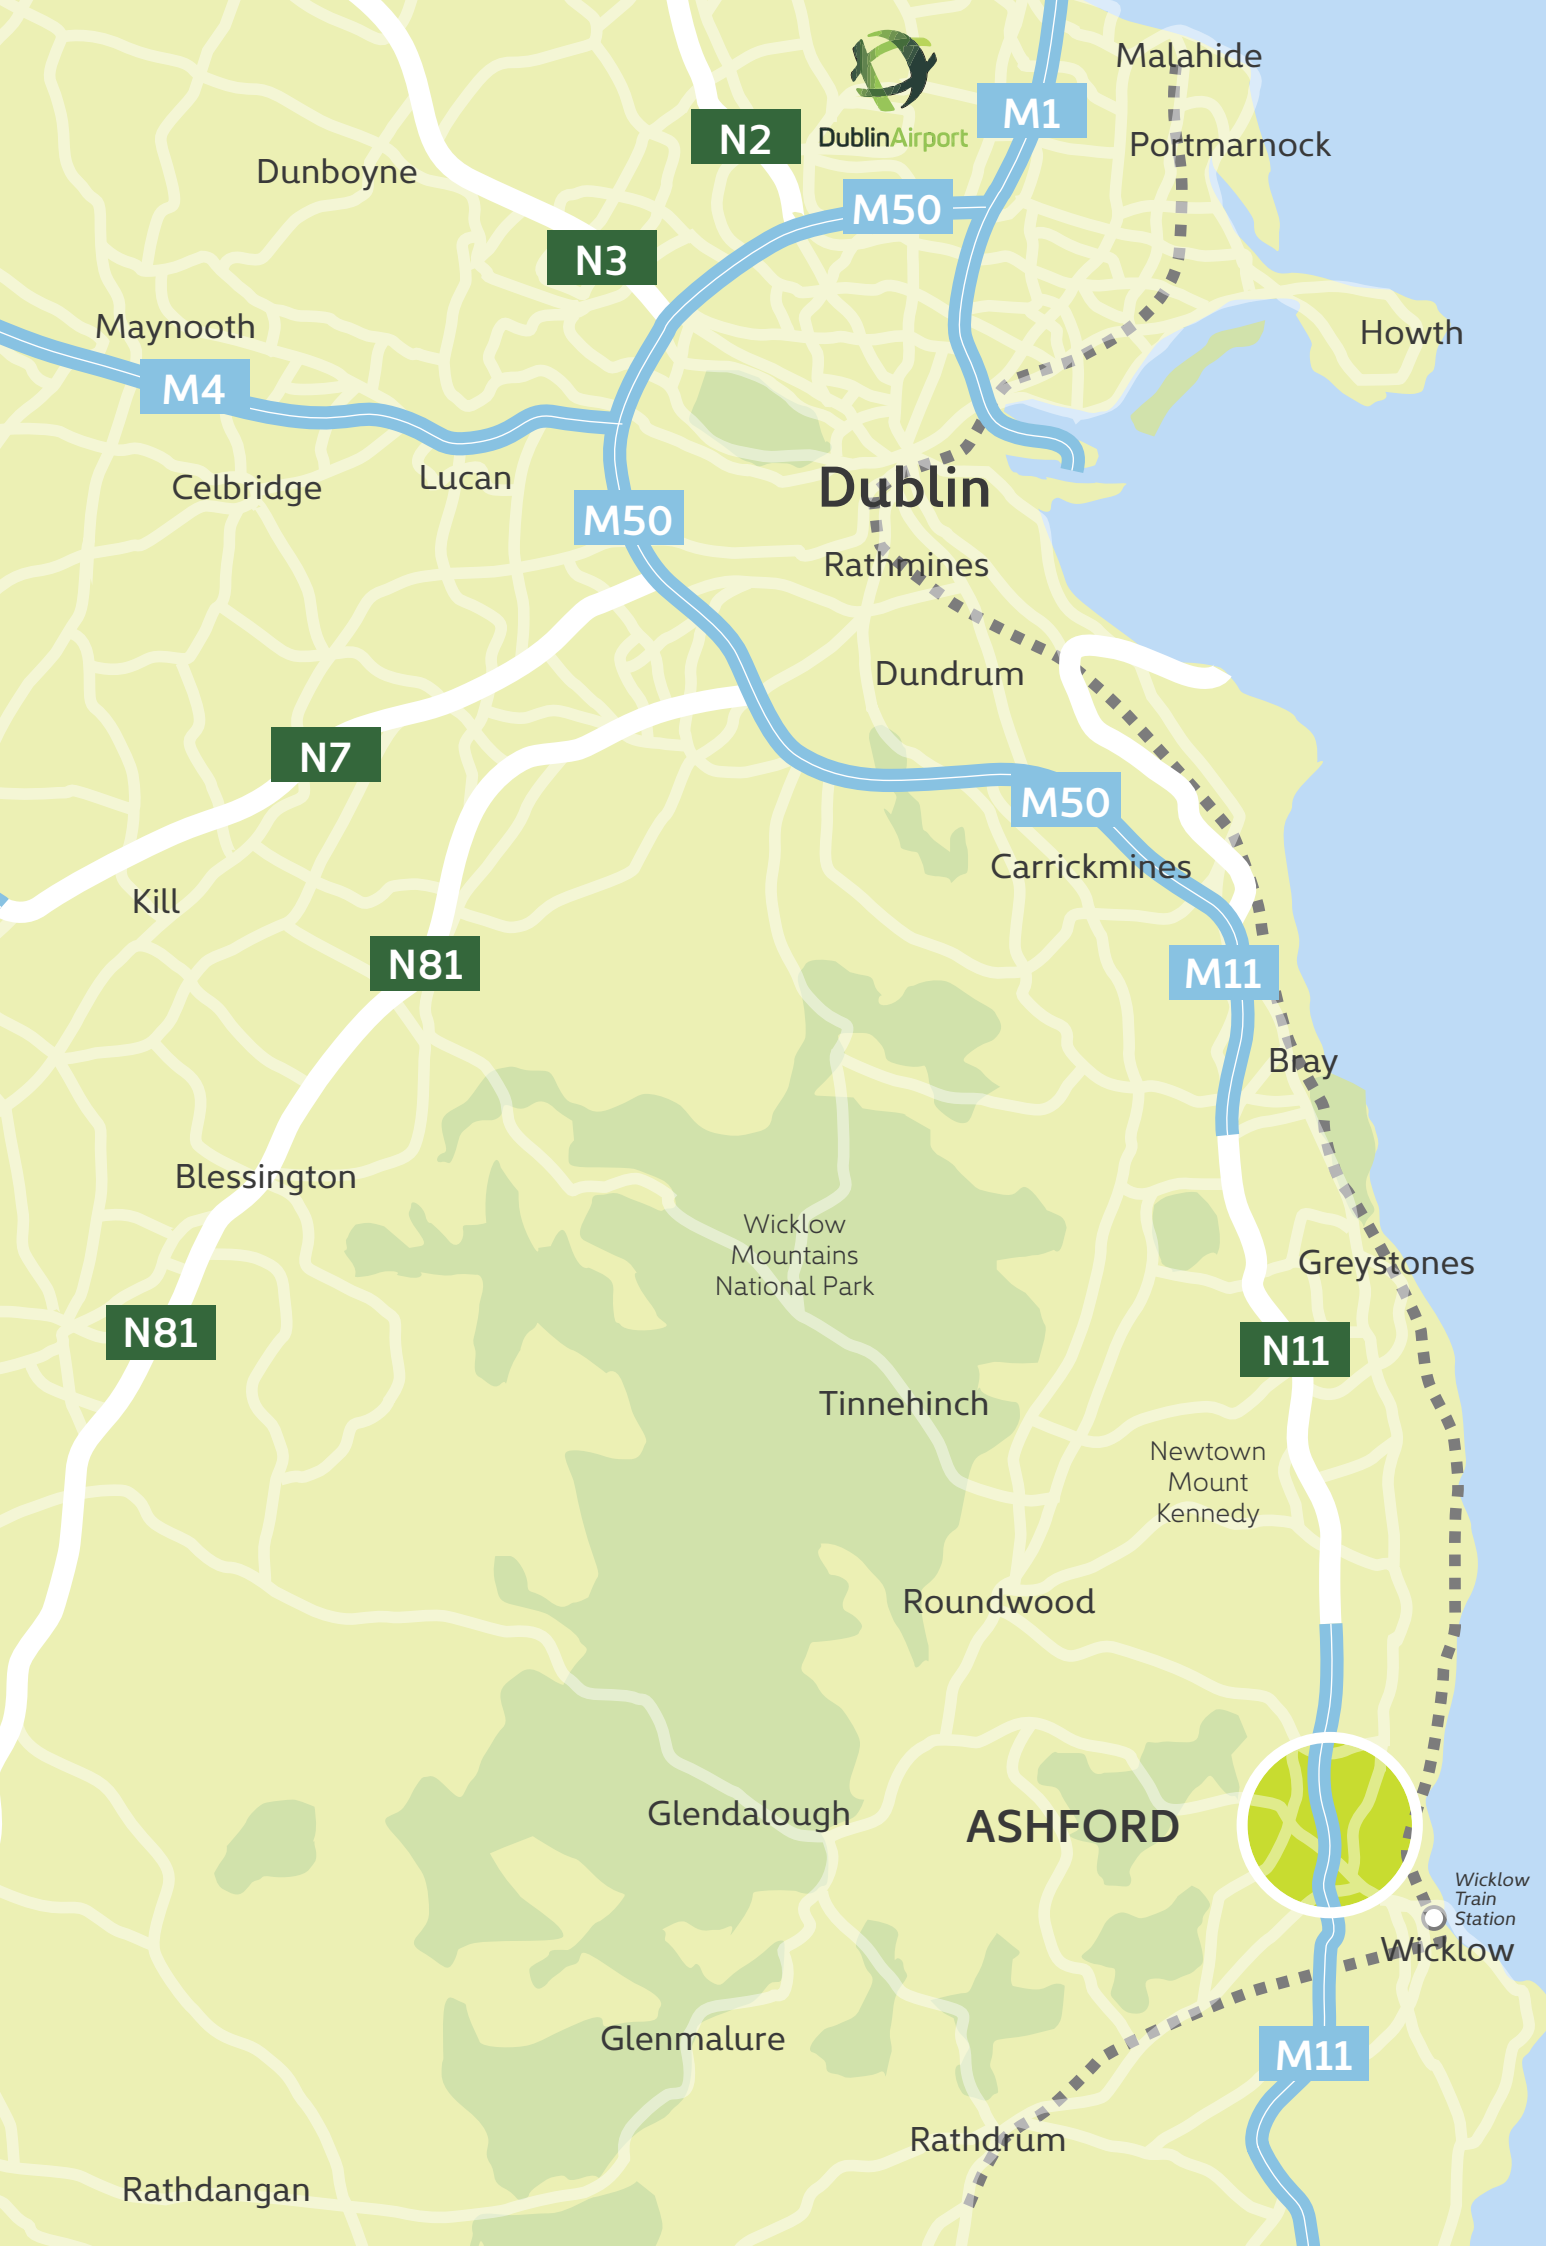 Malahide
M1
N2
DublinAirport
Portmarnock
Dunboyne
M50
N3
Maynooth
Howth
M4
Lucan
Celbridge
Dublin
M50
Rathmines
Dundrum
N7
M50
Carrickmines
Kill
N81
M11
Bray
Blessington
Wicklow
Mountains
National Park
Greystones
N81
N11
Tinnehinch
Newtown
Mount
Kennedy
Roundwood
Glendalough
ASHFORD
Wicklow
Train
Station
Wicklow
Glenmalure
M11
Rathdrum
Rathdangan